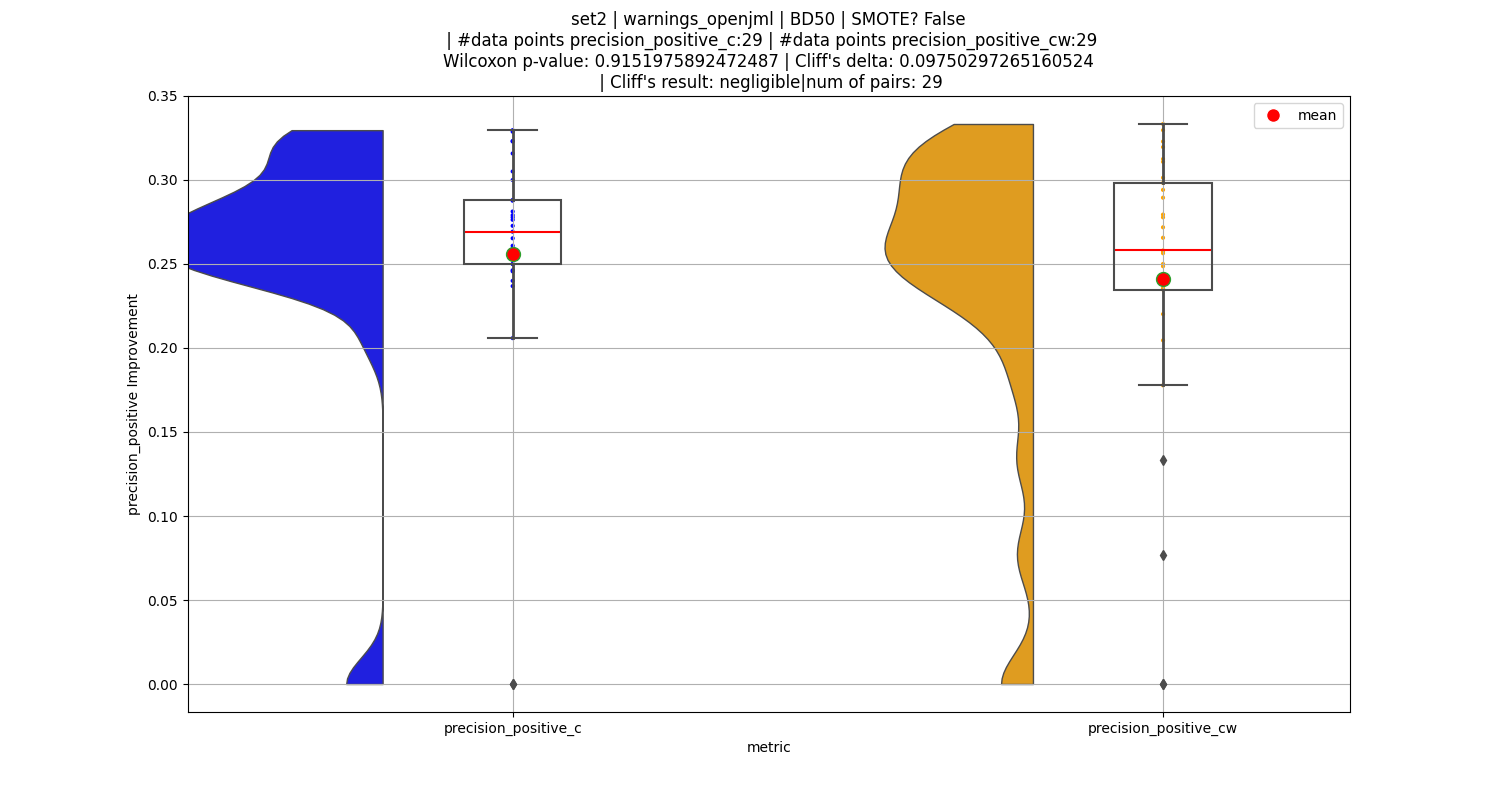 set2 | warnings_openjml | BD50 | SMOTE? False
| #data points precision_positive_c:29 | #data points precision_positive_cw:29
Wilcoxon p-value: 0.9151975892472487 | Cliff's delta: 0.09750297265160524
| Cliff's result: negligible|num of pairs: 29
mean
0.35
0.30
0.25
0.20
0.15
0.10
0.05
0.00
precision_positive Improvement
precision_positive_c
precision_positive_cw
metric